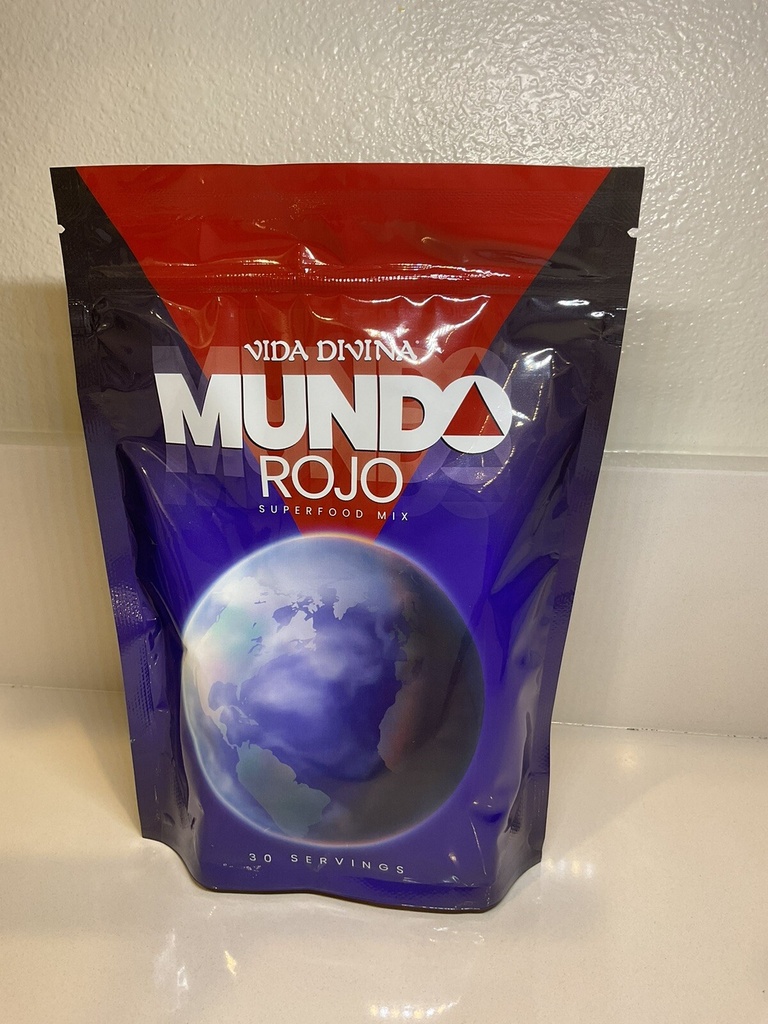 VIDA DIVINA
MUNDO
ROJO
SUPERFOOD MIX
30 SERVINGS